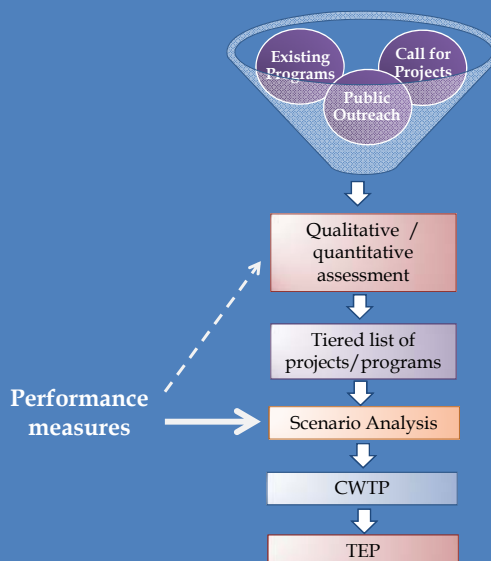 Existing
Programs
Call for
Projects
Public
Outreach
Qualitative /
quantitative
assessment
Tiered list of
projects/programs
Performance
measures
Scenario Analysis
CWTP
TEP